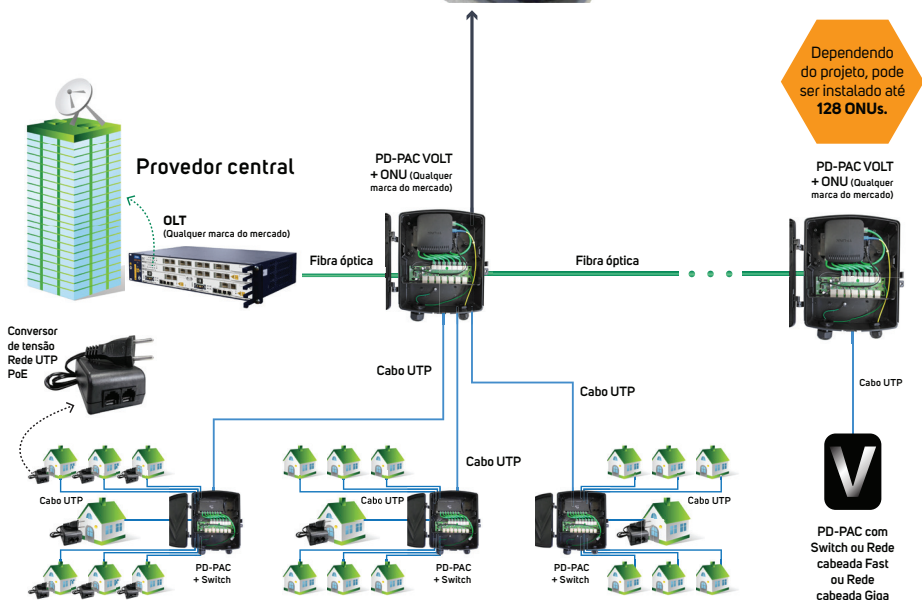 Dependendo
do projeto, pode
ser instalado até
128 ONUs.
Provedor central
OLT
(Qualquer marca do mercado)
PD-PAC VOLT
+ ONU (Qualquer
marca do mercado)
PD-PAC VOLT
+ ONU (Qualquer
marca do mercado)
Fibra óptica
Fibra óptica
Conversor
de tensão
Rede UTP
PoE
Cabo UTP
Cabo UTP
Cabo UTP
Cabo UTP
Cabo UTP
Cabo UTP
Cabo UTP
PD-PAC
+ Switch
PD-PAC
+ Switch
PD-PAC
+ Switch
V
PD-PAC com
Switch ou Rede
cabeada Fast
ou Rede
cabeada Giga